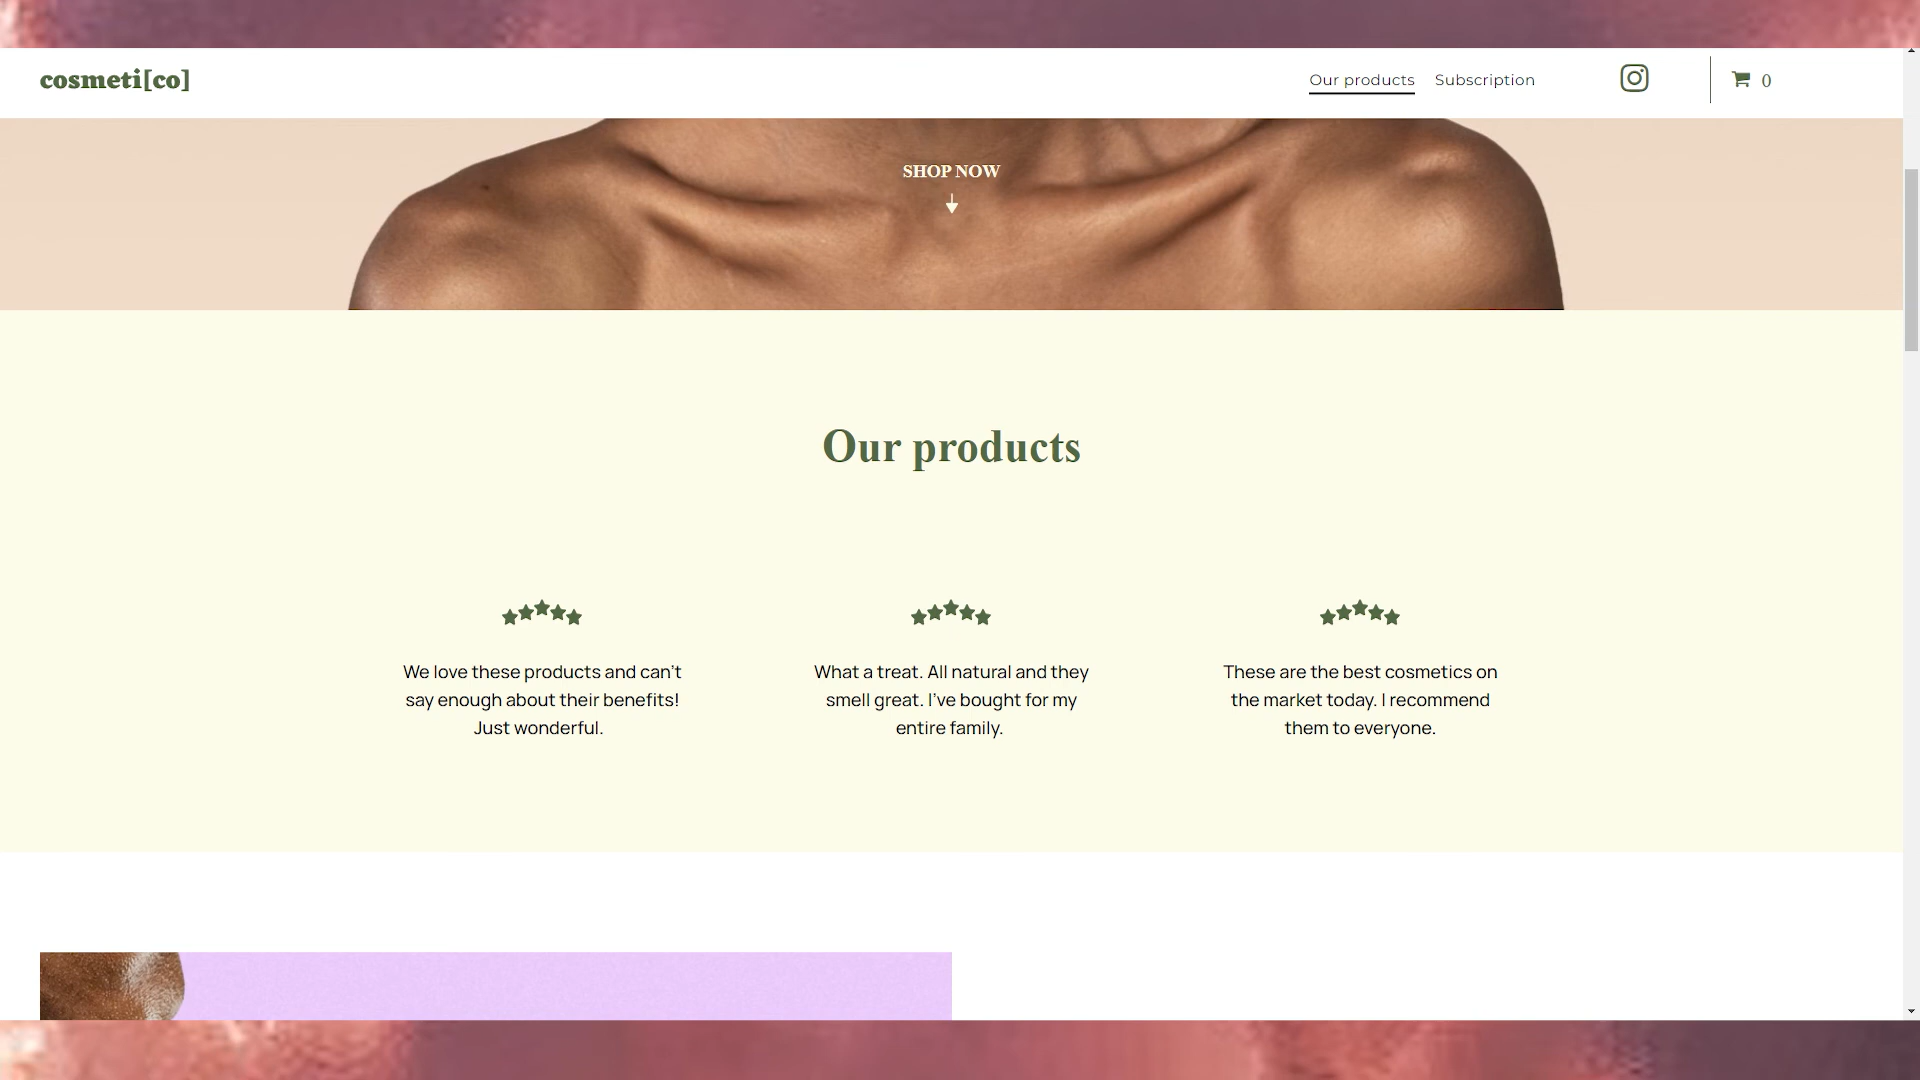 cosmeti[co]
Our products
Subscription
0
SHOP NOW
Our products
We love these products and can't
say enough about their benefits!
Just wonderful.
What a treat. All natural and they
smell great. I've bought for my
entire family.
These are the best cosmetics on
the market today. I recommend
them to everyone.